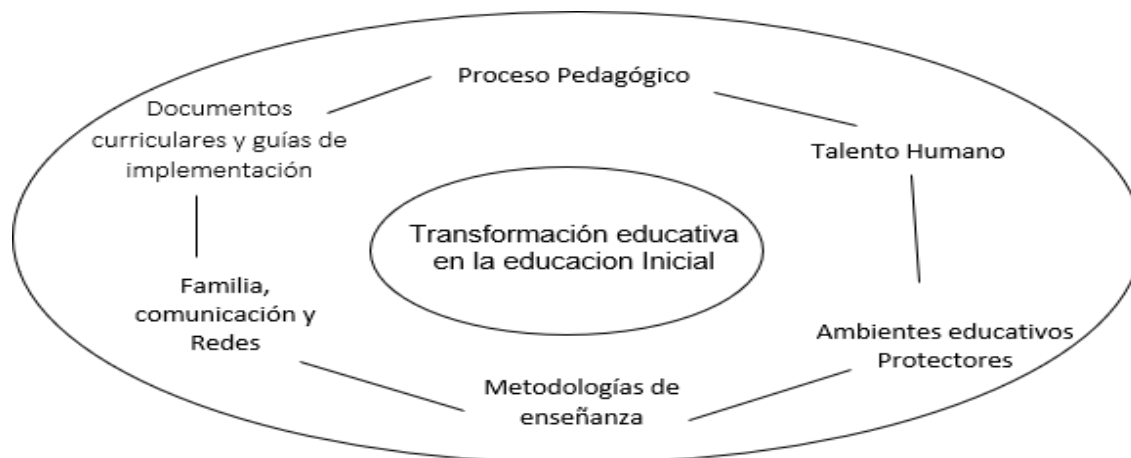 Proceso Pedagógico
Documentos
curriculares y guías de
implementación
Talento Humano
Transformación educativa
en la educacion Inicial
Familia,
comunicación y
Redes
Ambientes educativos
Protectores
Metodologías de
enseñanza